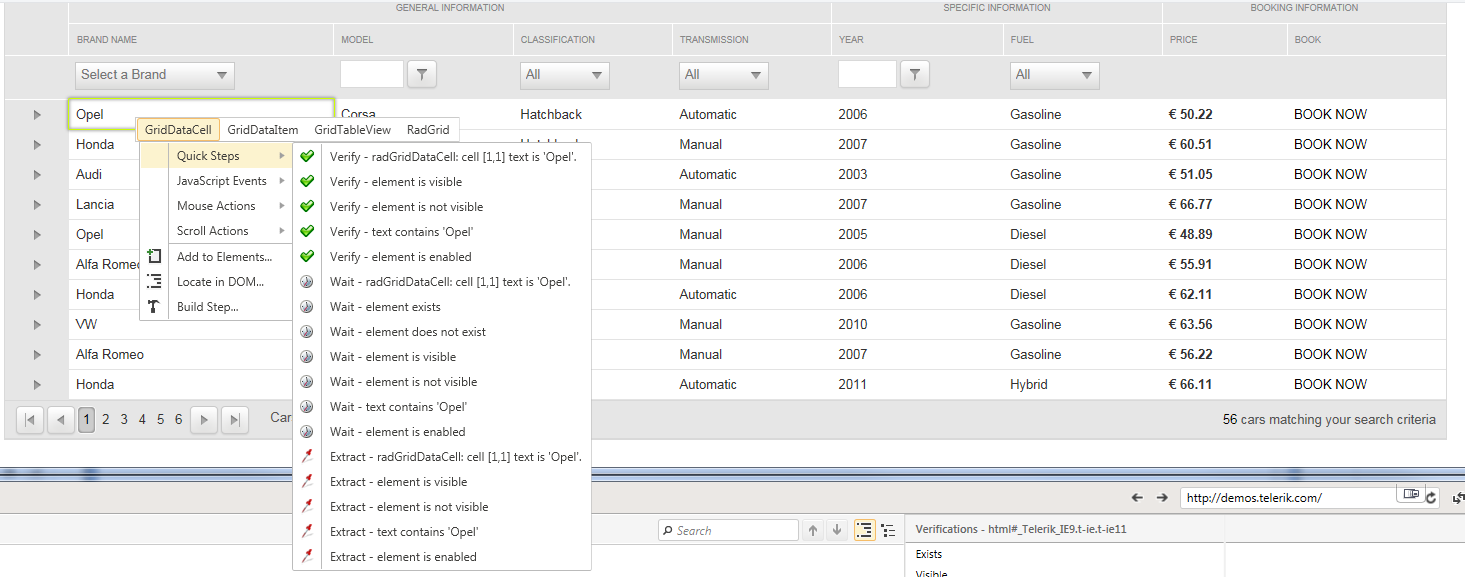 GENERAL INFORMATION SPECIFIC INFORMATION BOOKING INFORMATION
BRAND NAME MODEL CLASSIFICATION TRANSMISSION YEAR FUEL PRICE BOOK
Select a Brand All All All
Opel Corsa Hatchback Automatic 2006 Gasoline € 50.22 BOOK NOW
GridDataCell GridDataItem GridTableView RadGrid
Honda Manual 2007 Gasoline € 60.51 BOOK NOW
Quick Steps Verify - radGridDataCell: cell [1,1] text is 'Opel'.
Audi Automatic 2003 Gasoline € 51.05 BOOK NOW
JavaScript Events Verify - element is visible
Lancia Manual 2007 Gasoline € 66.77 BOOK NOW
Mouse Actions Verify - element is not visible
Opel Manual 2005 Diesel € 48.89 BOOK NOW
Scroll Actions Verify - text contains 'Opel'
Add to Elements... Verify - element is enabled
Alfa Romeo Manual 2006 Diesel € 55.91 BOOK NOW
Locate in DOM... Wait - radGridDataCell: cell [1,1] text is 'Opel'.
Honda Automatic 2006 Diesel € 62.11 BOOK NOW
Build Step... Wait - element exists
VW Manual 2010 Gasoline € 63.56 BOOK NOW
Wait - element does not exist
Alfa Romeo Manual 2007 Gasoline € 56.22 BOOK NOW
Wait - element is visible
Honda Automatic 2011 Hybrid € 66.11 BOOK NOW
Wait - element is not visible
Wait - text contains 'Opel'
1 2 3 4 5 6 Car 56 cars matching your search criteria
Wait - element is enabled
Extract - radGridDataCell: cell [1,1] text is 'Opel'.
Extract - element is visible
Extract - element is not visible
http://demos.telerik.com/
Extract - text contains 'Opel'
Search Verifications - html#_Telerik_IE9.t-ie.t-ie11
Extract - element is enabled
Exists
Visible